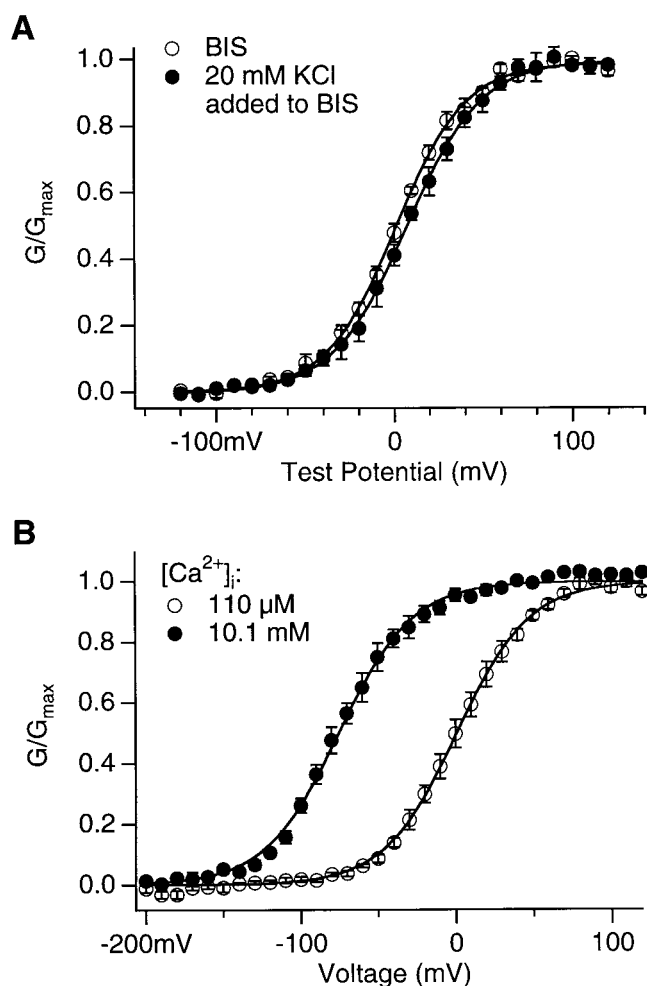 A
BIS
20 mM KCl
added to BIS
1.0
0.8
0.6
0.4
0.2
0.0
G/Gmax
-100mV
0
100
Test Potential (mV)
B
[Ca2+]i:
110 µM
10.1 mM
1.0
0.8
0.6
0.4
0.2
0.0
G/Gmax
-200mV
-100
0
100
Voltage (mV)